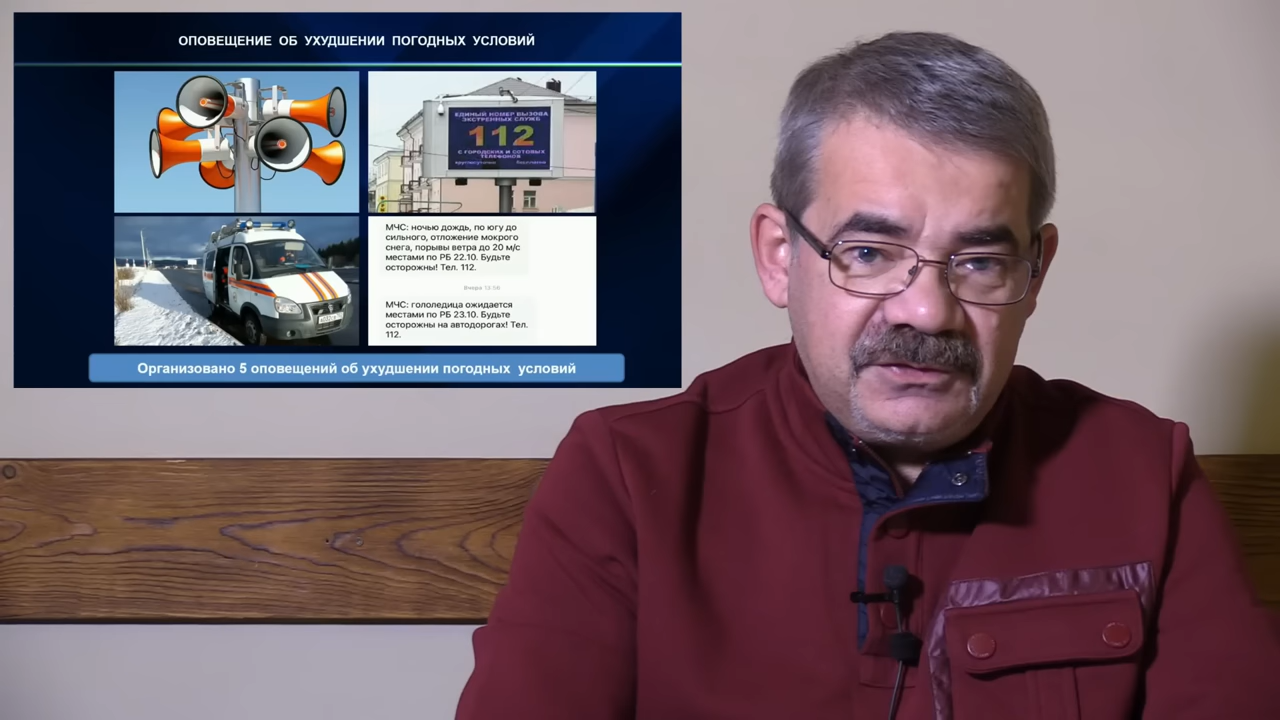 ОПОВЕЩЕНИЕ ОБ УХУДШЕНИИ ПОГОДНЫХ УСЛОВИЙ
ЕДИНЫЙ НОМЕР ВЫЗОВА
ЭКСТРЕННЫХ СЛУЖБ
112
С ГОРОДСКИХ И СОТОВЫХ
ТЕЛЕФОНОВ
круглосуточно бесплатно
МЧС: ночью дождь, по югу до
сильного, отложение мокрого
снега, порывы ветра до 20 м/с
местами по РБ 22.10. Будьте
осторожны! Тел. 112.
Вчера
МЧС: гололедица ожидается
местами по РБ 23.10. Будьте
осторожны на автодорогах! Тел.
112.
Организовано 5 оповещений об ухудшении погодных условий